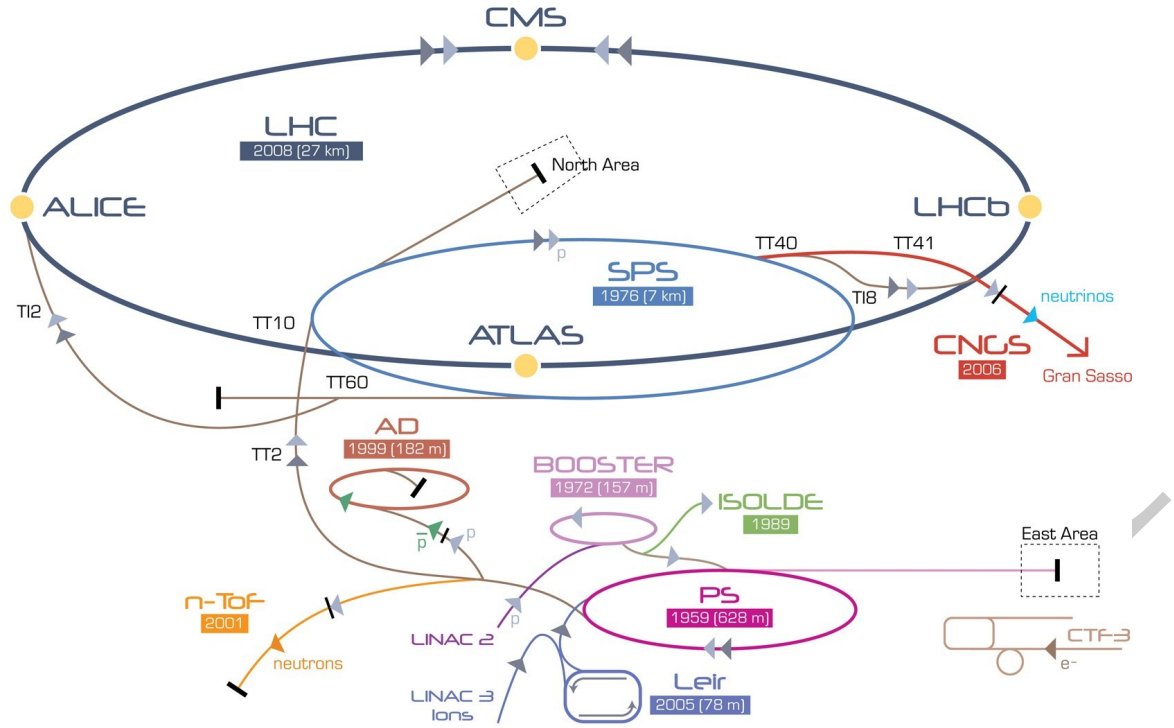 CMS
LHC
2008 (27 km)
North Area
ALICE
LHCb
TT40
TT41
p
SPS
1976 (7 km)
TI8
TI2
neutrinos
TT10
ATLAS
CNGS
2006
Gran Sasso
TT60
AD
1999 (182 m)
TT2
BOOSTER
1972 (157 m)
ISOLDE
1989
East Area
p̅
p
PS
1959 (628 m)
n-ToF
2001
p
LINAC 2
CTF-3
e-
neutrons
LINAC 3
Ions
Leir
2005 (78 m)